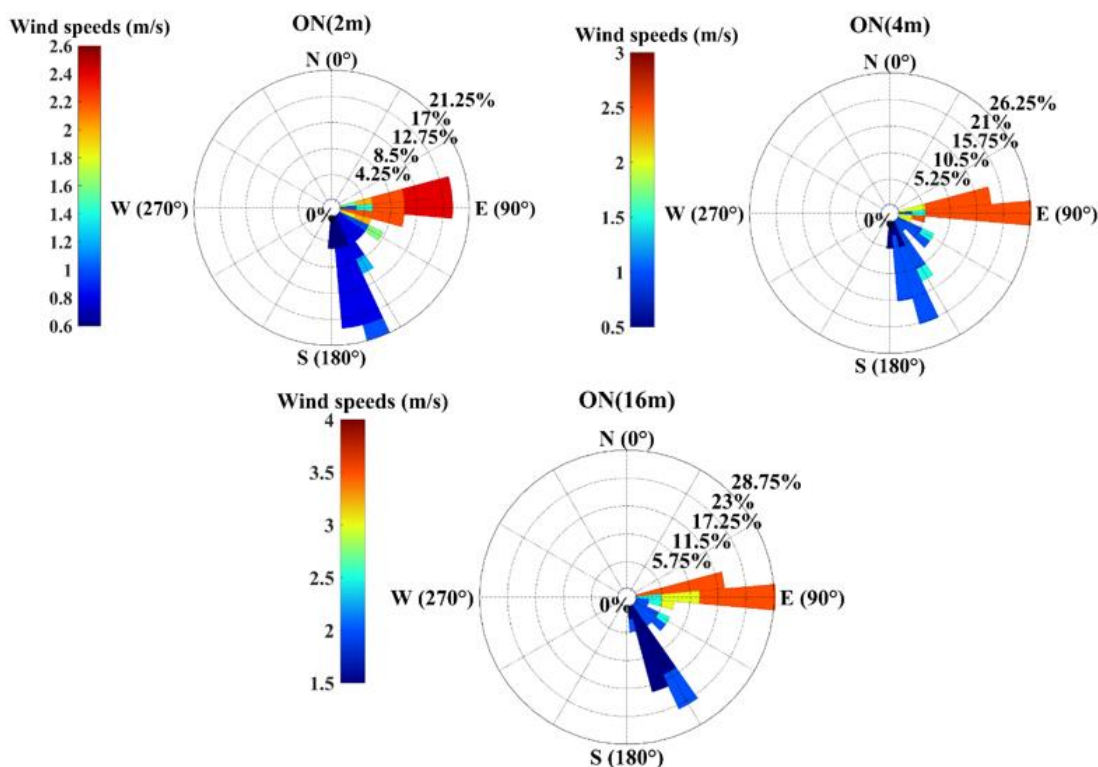 ON(2m)
Wind speeds (m/s)
2.6
2.4
2.2
2
1.8
1.6
1.4
1.2
1
0.8
0.6
N (0°)
21.25%
17%
12.75%
8.5%
4.25%
0%
W (270°)
E (90°)
S (180°)
ON(4m)
Wind speeds (m/s)
3
2.5
2
1.5
1
0.5
N (0°)
26.25%
21%
15.75%
10.5%
5.25%
0%
W (270°)
E (90°)
S (180°)
ON(16m)
Wind speeds (m/s)
4
3.5
3
2.5
2
1.5
N (0°)
28.75%
23%
17.25%
11.5%
5.75%
0%
W (270°)
E (90°)
S (180°)